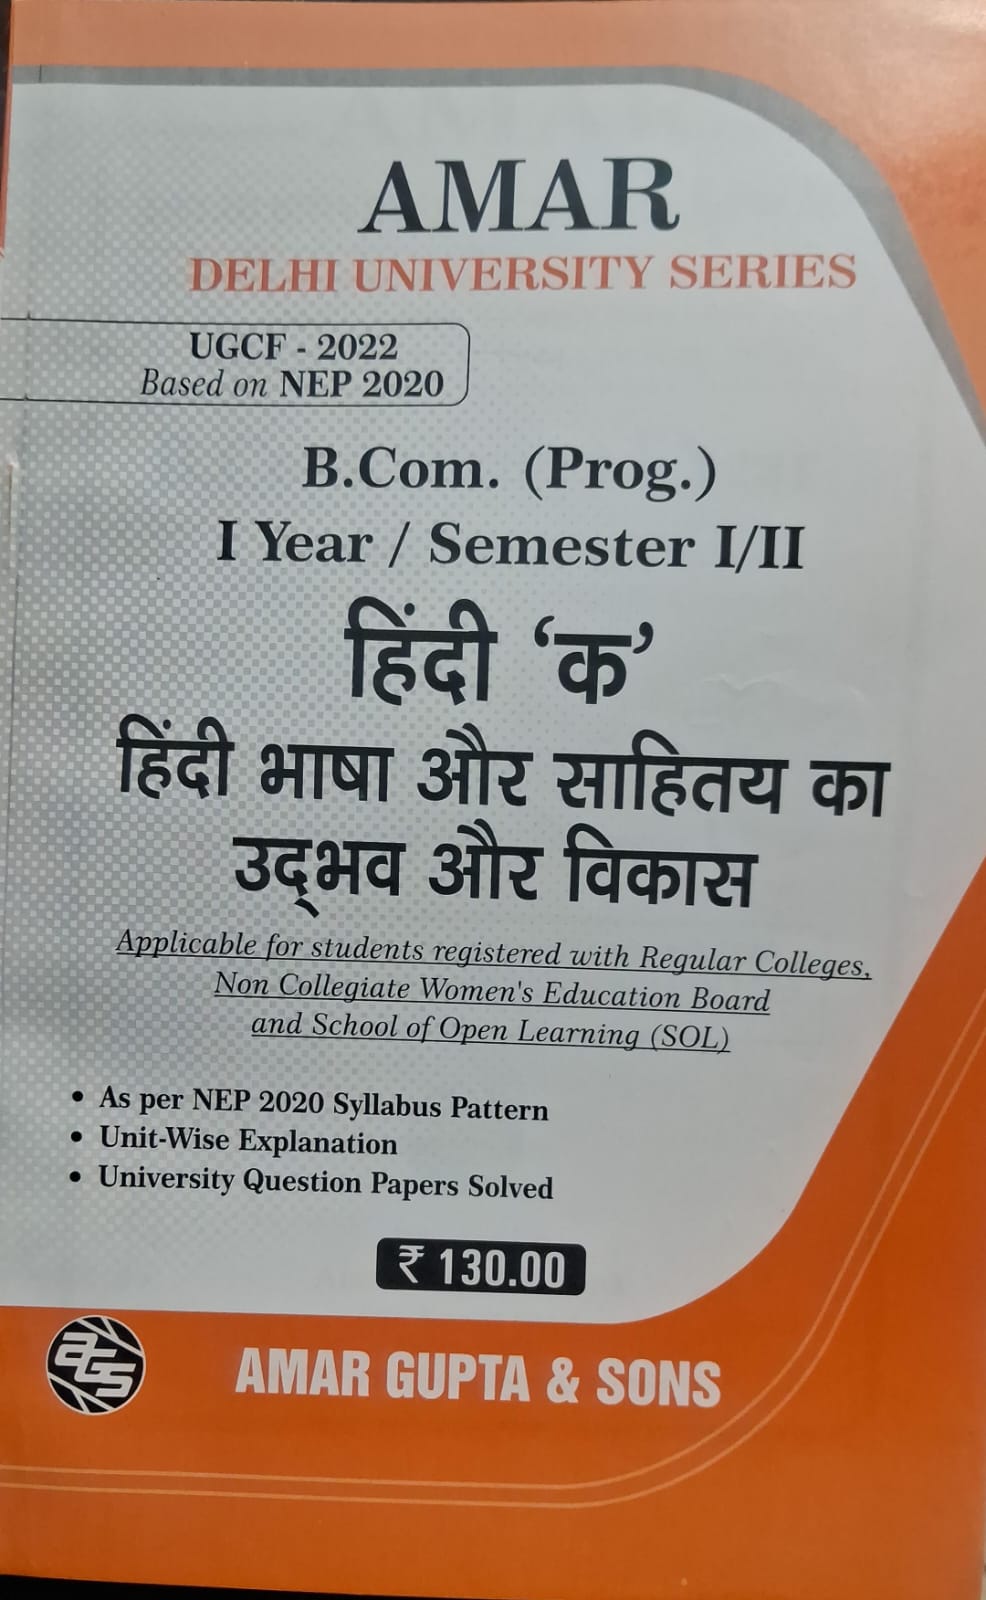 AMAR
DELHI UNIVERSITY SERIES
UGCF - 2022
Based on NEP 2020
B.Com. (Prog.)
I Year / Semester I/II
हिंदी ‘क’
हिंदी भाषा और साहितय का
उद्‌भव और विकास
Applicable for students registered with Regular Colleges,
Non Collegiate Women's Education Board
and School of Open Learning (SOL)
• As per NEP 2020 Syllabus Pattern
• Unit-Wise Explanation
• University Question Papers Solved
₹ 130.00
aGS
AMAR GUPTA & SONS